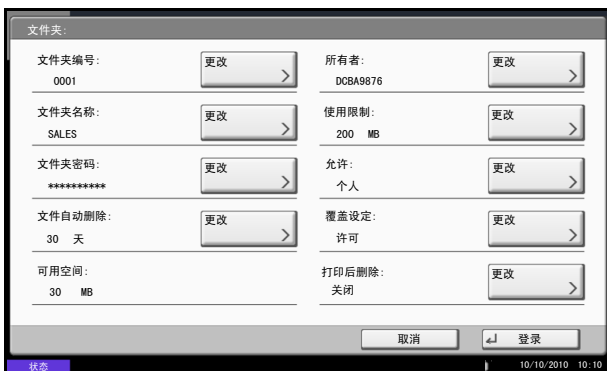 文件夹:
文件夹编号:
0001
更改
文件夹名称:
SALES
更改
文件夹密码:
**********
更改
文件自动删除:
30 天
更改
可用空间:
30 MB
所有者:
DCBA9876
更改
使用限制:
200 MB
更改
允许:
个人
更改
覆盖设定:
许可
更改
打印后删除:
关闭
更改
取消
登录
状态
10/10/2010 10:10